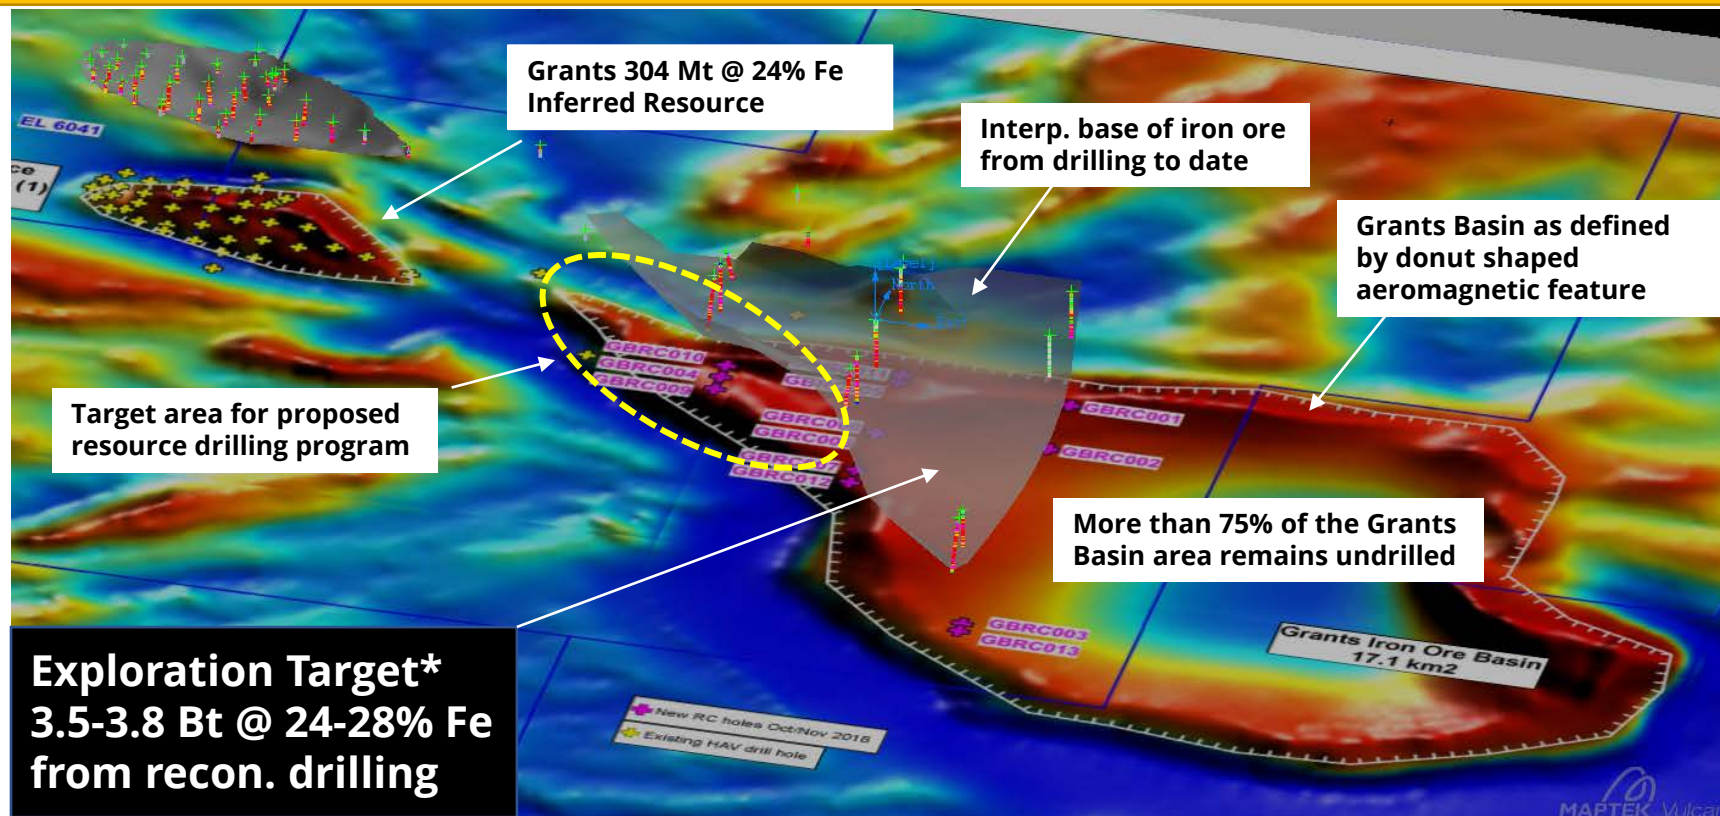 Grants 304 Mt @ 24% Fe
Inferred Resource
Interp. base of iron ore
from drilling to date
Grants Basin as defined
by donut shaped
aeromagnetic feature
EL 6041
(1)
North
Target area for proposed
resource drilling program
GBRC010
GBRC004
GBRC009
GBRC001
GBRC002
GBRC012
More than 75% of the Grants
Basin area remains undrilled
GBRC003
GBRC013
Grants Iron Ore Basin
17.1 km2
Exploration Target*
3.5-3.8 Bt @ 24-28% Fe
from recon. drilling
New RC holes Oct/Nov 2018
Existing HAV drill hole
MAPTEK